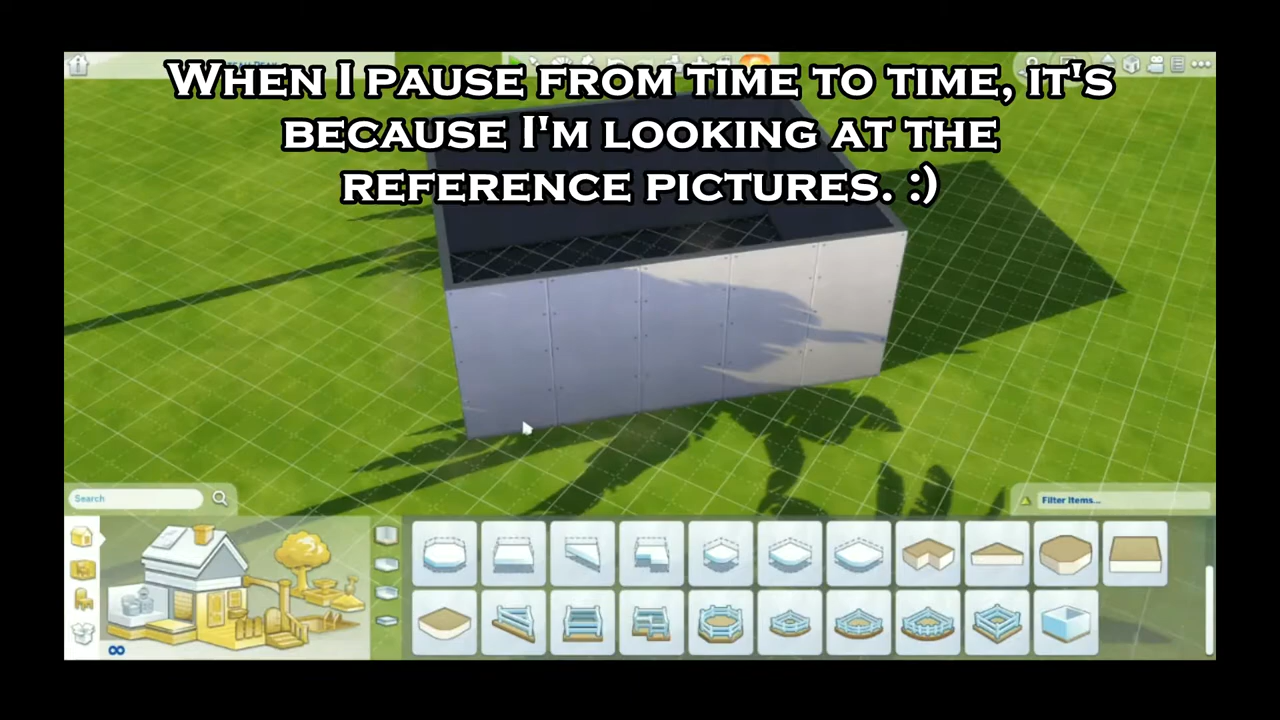 WHEN I PAUSE FROM TIME TO TIME, IT'S
BECAUSE I'M LOOKING AT THE
REFERENCE PICTURES. :)
Search
Filter Items...